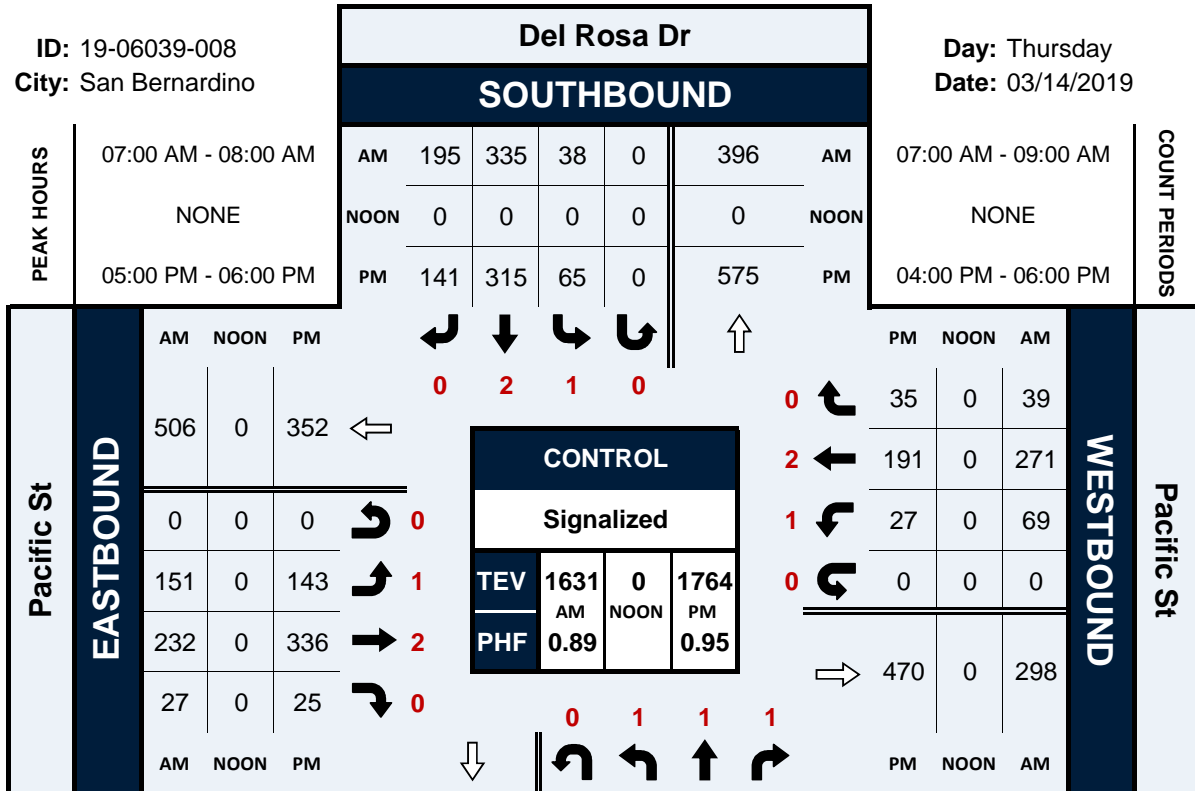 Del Rosa Dr
ID: 19-06039-008
City: San Bernardino
Day: Thursday
Date: 03/14/2019
SOUTHBOUND
PEAK HOURS
07:00 AM - 08:00 AM
NONE
05:00 PM - 06:00 PM
AM 195 335 38 0 396 AM
NOON 0 0 0 0 0 NOON
PM 141 315 65 0 575 PM
07:00 AM - 09:00 AM
NONE
04:00 PM - 06:00 PM
COUNT PERIODS
0 2 1 0
Pacific St
EASTBOUND
AM NOON PM
506 0 352
0 0 0 0
151 0 143 1
232 0 336 2
27 0 25 0
AM NOON PM
CONTROL
Signalized
TEV 1631 0 1764
AM NOON PM
PHF 0.89 0.95
PM NOON AM
0 35 0 39
2 191 0 271
1 27 0 69
0 0 0 0
470 0 298
PM NOON AM
WESTBOUND
Pacific St
0 1 1 1